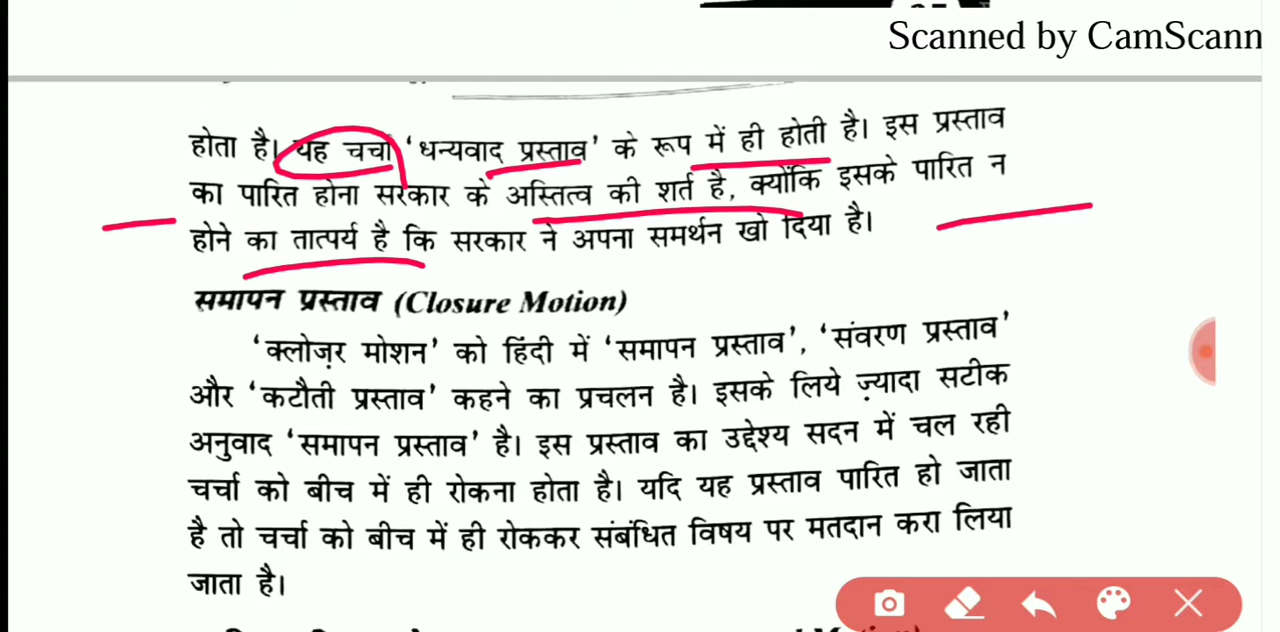 Scanned by CamScann
होता है। यह चर्चा ‘धन्यवाद प्रस्ताव’ के रूप में ही होती है। इस प्रस्ताव
का पारित होना सरकार के अस्तित्व की शर्त है, क्योंकि इसके पारित न
होने का तात्पर्य है कि सरकार ने अपना समर्थन खो दिया है।
समापन प्रस्ताव (Closure Motion)
‘क्लोज़र मोशन’ को हिंदी में ‘समापन प्रस्ताव’, ‘संवरण प्रस्ताव’
और ‘कटौती प्रस्ताव’ कहने का प्रचलन है। इसके लिये ज़्यादा सटीक
अनुवाद ‘समापन प्रस्ताव’ है। इस प्रस्ताव का उद्देश्य सदन में चल रही
चर्चा को बीच में ही रोकना होता है। यदि यह प्रस्ताव पारित हो जाता
है तो चर्चा को बीच में ही रोककर संबंधित विषय पर मतदान करा लिया
जाता है।